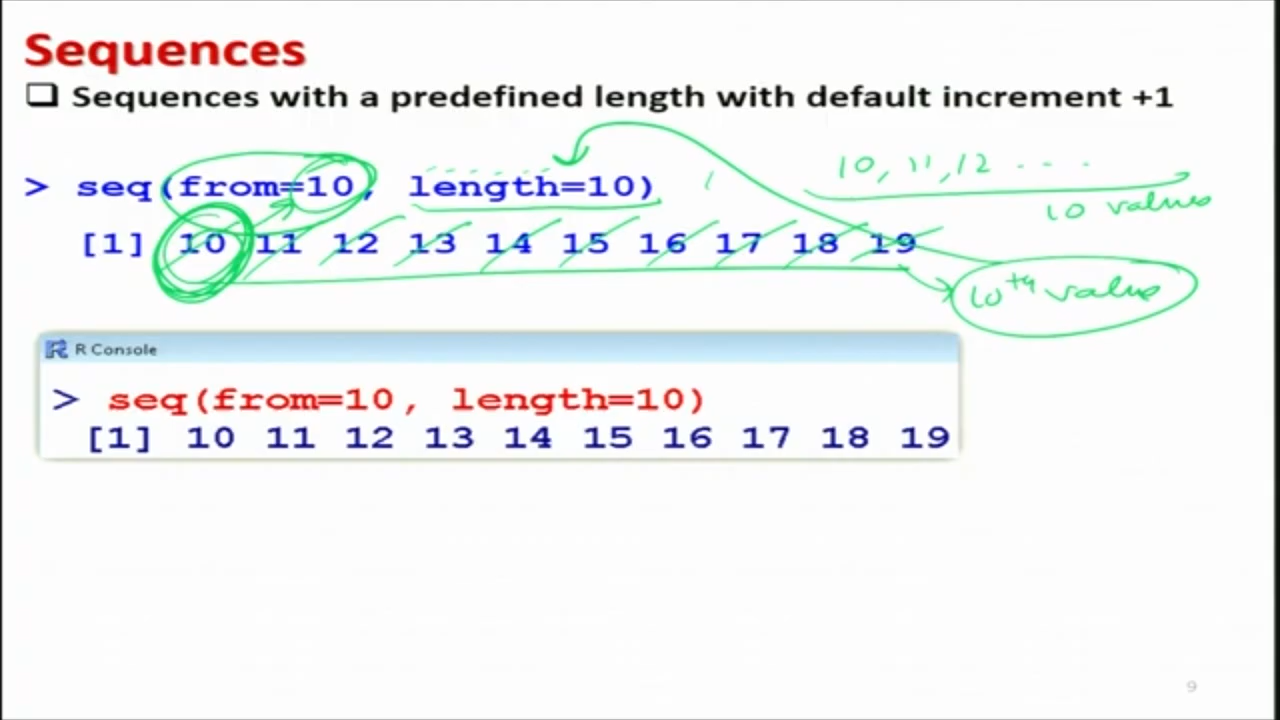 Sequences
❑ Sequences with a predefined length with default increment +1
> seq(from=10, length=10)
10, 11, 12 . . . .
10 values
[1] 10 11 12 13 14 15 16 17 18 19
10th value
R Console
> seq(from=10, length=10)
[1] 10 11 12 13 14 15 16 17 18 19
9